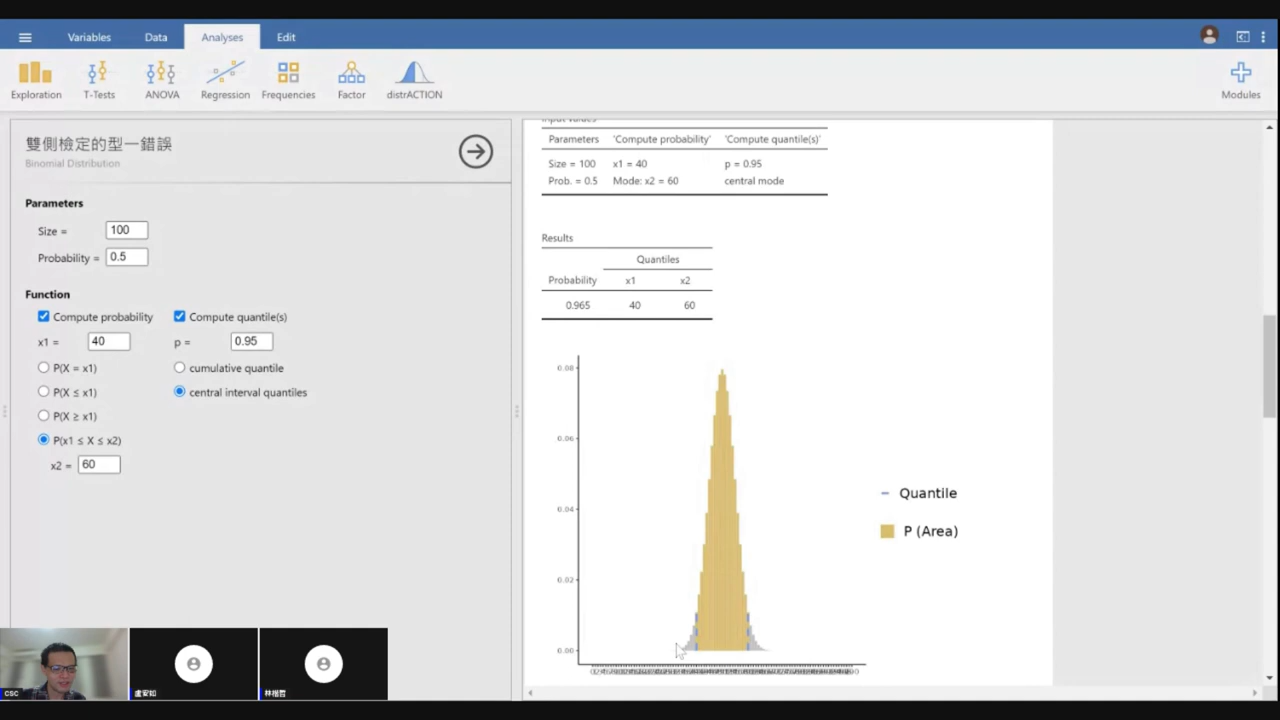 Variables Data Analyses Edit
Exploration T-Tests ANOVA Regression Frequencies Factor distrACTION Modules
雙側檢定的型一錯誤
Binomial Distribution
Parameters
Size = 100
Probability = 0.5
Function
Compute probability Compute quantile(s)
x1 = 40 p = 0.95
P(X = x1) cumulative quantile
P(X ≤ x1) central interval quantiles
P(X ≥ x1)
P(x1 ≤ X ≤ x2)
x2 = 60
Input values
Parameters 'Compute probability' 'Compute quantile(s)'
Size = 100 x1 = 40 p = 0.95
Prob. = 0.5 Mode: x2 = 60 central mode
Results
Quantiles
Probability x1 x2
0.965 40 60
0.08
0.06
0.04
0.02
0.00
Quantile
P (Area)
CSC